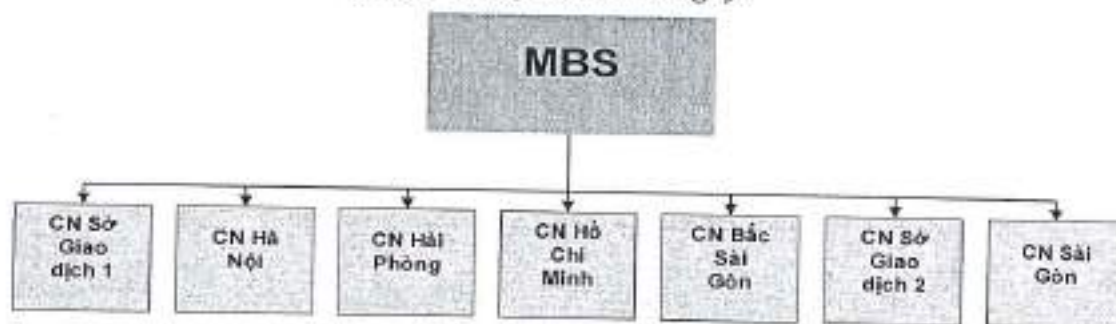 MBS
CN Sở
Giao
dịch 1
CN Hà
Nội
CN Hải
Phòng
CN Hồ
Chí
Minh
CN Bắc
Sài
Gòn
CN Sở
Giao
dịch 2
CN Sài
Gòn